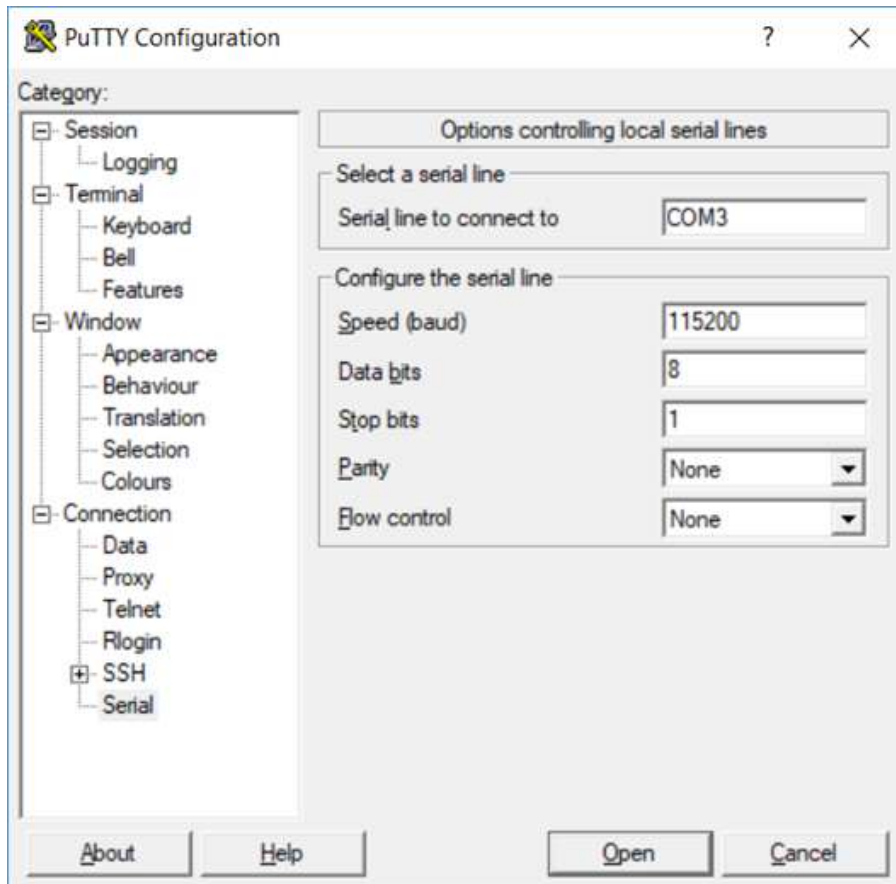 PuTTY Configuration
?
Category:
Session
Logging
Terminal
Keyboard
Bell
Features
Window
Appearance
Behaviour
Translation
Selection
Colours
Connection
Data
Proxy
Telnet
Rlogin
SSH
Serial
Options controlling local serial lines
Select a serial line
Serial line to connect to COM3
Configure the serial line
Speed (baud) 115200
Data bits 8
Stop bits 1
Parity None
Flow control None
About Help Open Cancel